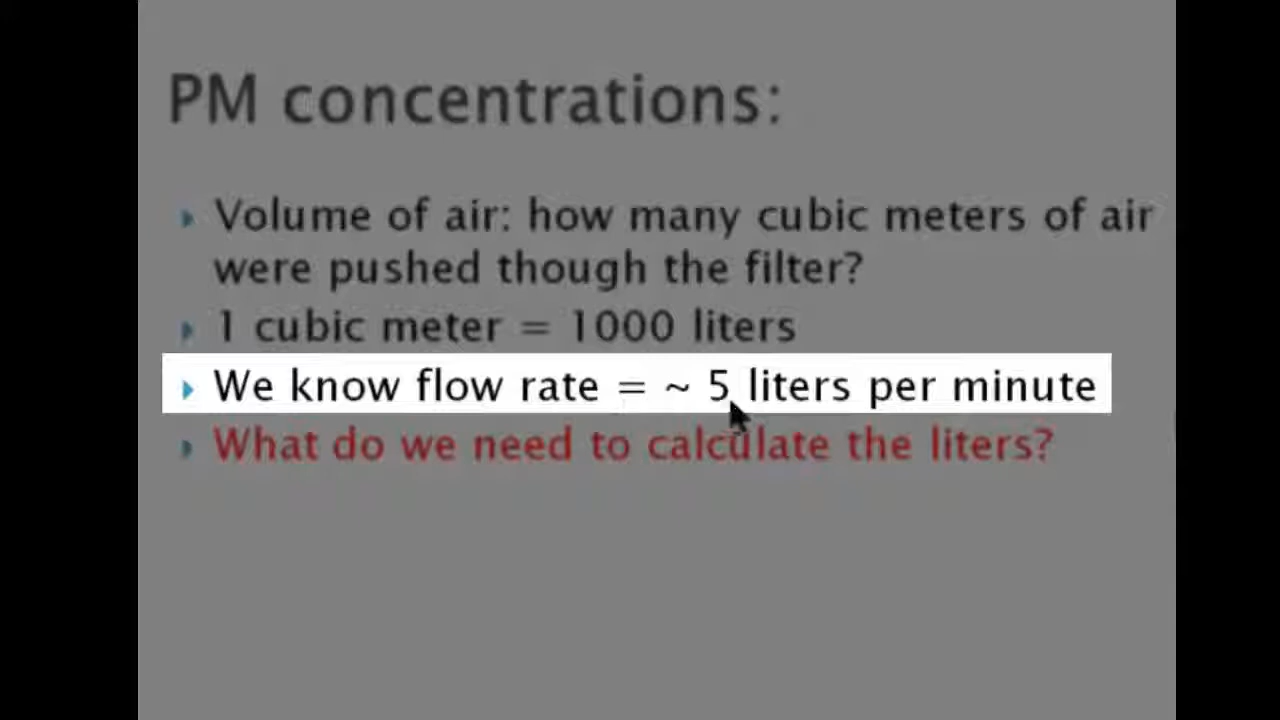 PM concentrations:
Volume of air: how many cubic meters of air
were pushed though the filter?
1 cubic meter = 1000 liters
We know flow rate = ~ 5 liters per minute
What do we need to calculate the liters?